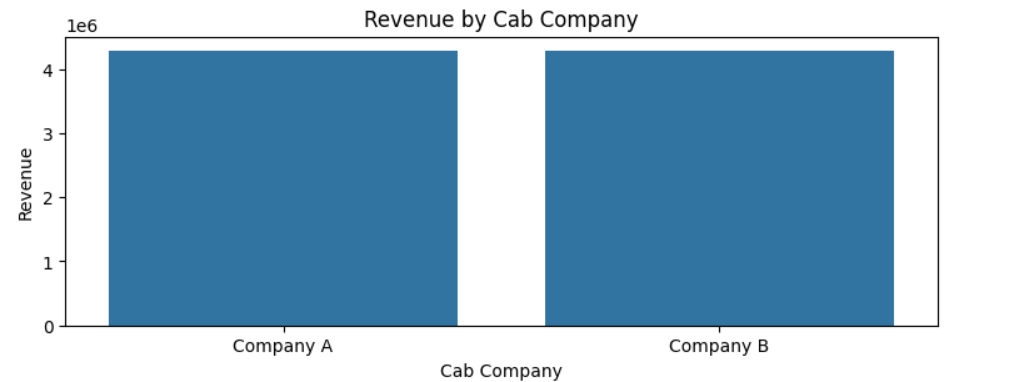 Revenue by Cab Company
1e6
4
3
2
1
0
Revenue
Company A
Company B
Cab Company